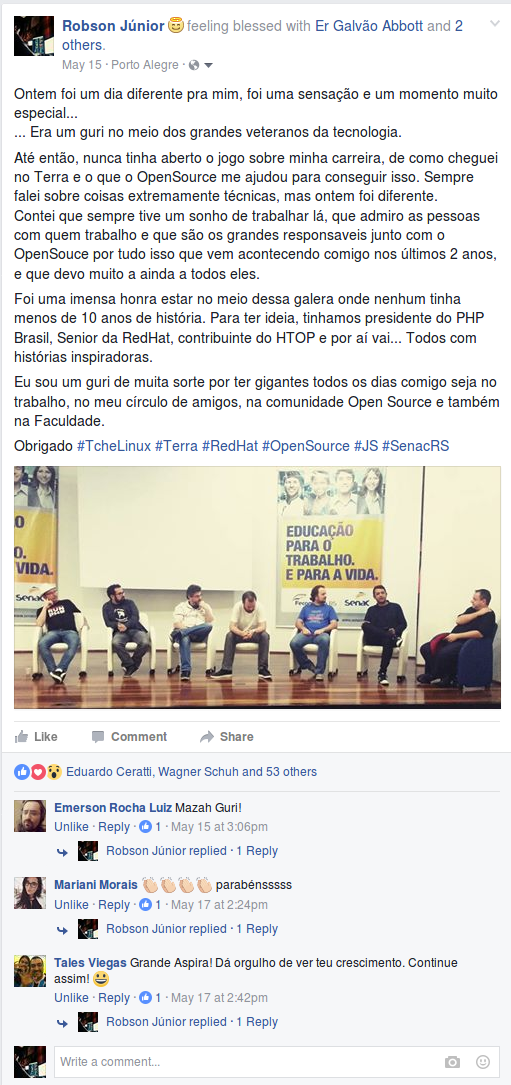 Robson Júnior 😇 feeling blessed with Er Galvão Abbott and 2
others.
May 15 · Porto Alegre ·
Ontem foi um dia diferente pra mim, foi uma sensação e um momento muito
especial...
... Era um guri no meio dos grandes veteranos da tecnologia.
Até então, nunca tinha aberto o jogo sobre minha carreira, de como cheguei
no Terra e o que o OpenSource me ajudou para conseguir isso. Sempre
falei sobre coisas extremamente técnicas, mas ontem foi diferente.
Contei que sempre tive um sonho de trabalhar lá, que admiro as pessoas
com quem trabalho e que são os grandes responsaveis junto com o
OpenSouce por tudo isso que vem acontecendo comigo nos últimos 2 anos,
e que devo muito a ainda a todos eles.
Foi uma imensa honra estar no meio dessa galera onde nenhum tinha
menos de 10 anos de história. Para ter ideia, tinhamos presidente do PHP
Brasil, Senior da RedHat, contribuinte do HTOP e por aí vai... Todos com
histórias inspiradoras.
Eu sou um guri de muita sorte por ter gigantes todos os dias comigo seja no
trabalho, no meu círculo de amigos, na comunidade Open Source e também
na Faculdade.
Obrigado #TcheLinux #Terra #RedHat #OpenSource #JS #SenacRS
O
O.
VIDA.
Senac
EDUCAÇÃO
PARA O
TRABALHO.
E PARA A VIDA.
Senac
Like Comment Share
Eduardo Ceratti, Wagner Schuh and 53 others
Emerson Rocha Luiz Mazah Guri!
Unlike · Reply · 1 · May 15 at 3:06pm
Robson Júnior replied · 1 Reply
Mariani Morais 👏👏👏👏 parabénsssss
Unlike · Reply · 1 · May 17 at 2:24pm
Robson Júnior replied · 1 Reply
Tales Viegas Grande Aspira! Dá orgulho de ver teu crescimento. Continue
assim! 😀
Unlike · Reply · 1 · May 17 at 2:42pm
Robson Júnior replied · 1 Reply
Write a comment...